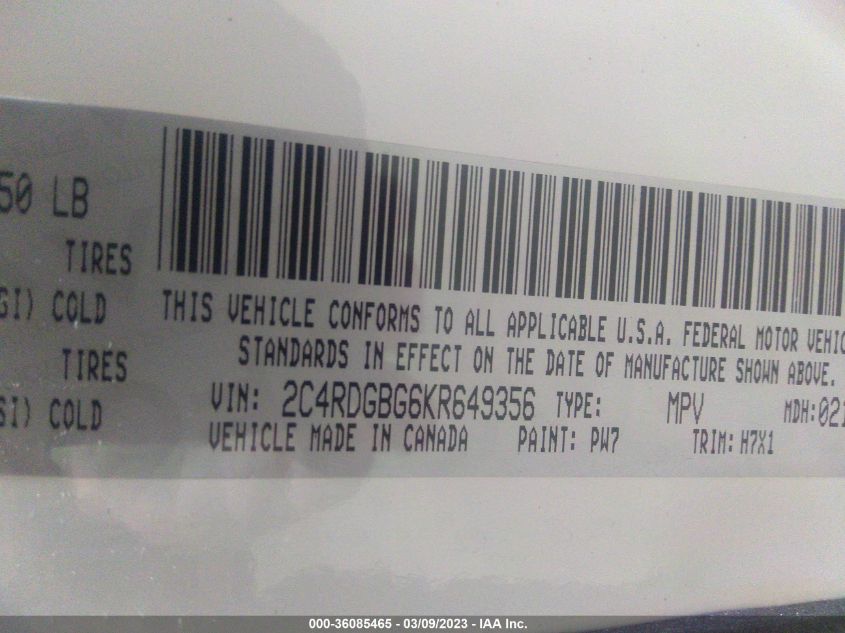 50 LB
TIRES
GI) COLD
THIS VEHICLE CONFORMS TO ALL APPLICABLE U.S.A. FEDERAL MOTOR VEHIC
STANDARDS IN EFFECT ON THE DATE OF MANUFACTURE SHOWN ABOVE.
TIRES
SI) COLD
VIN: 2C4RDGBG6KR649356 TYPE: MPV MDH:021
VEHICLE MADE IN CANADA PAINT: PW7 TRIM: H7X1
000-36085465 - 03/09/2023 - IAA Inc.